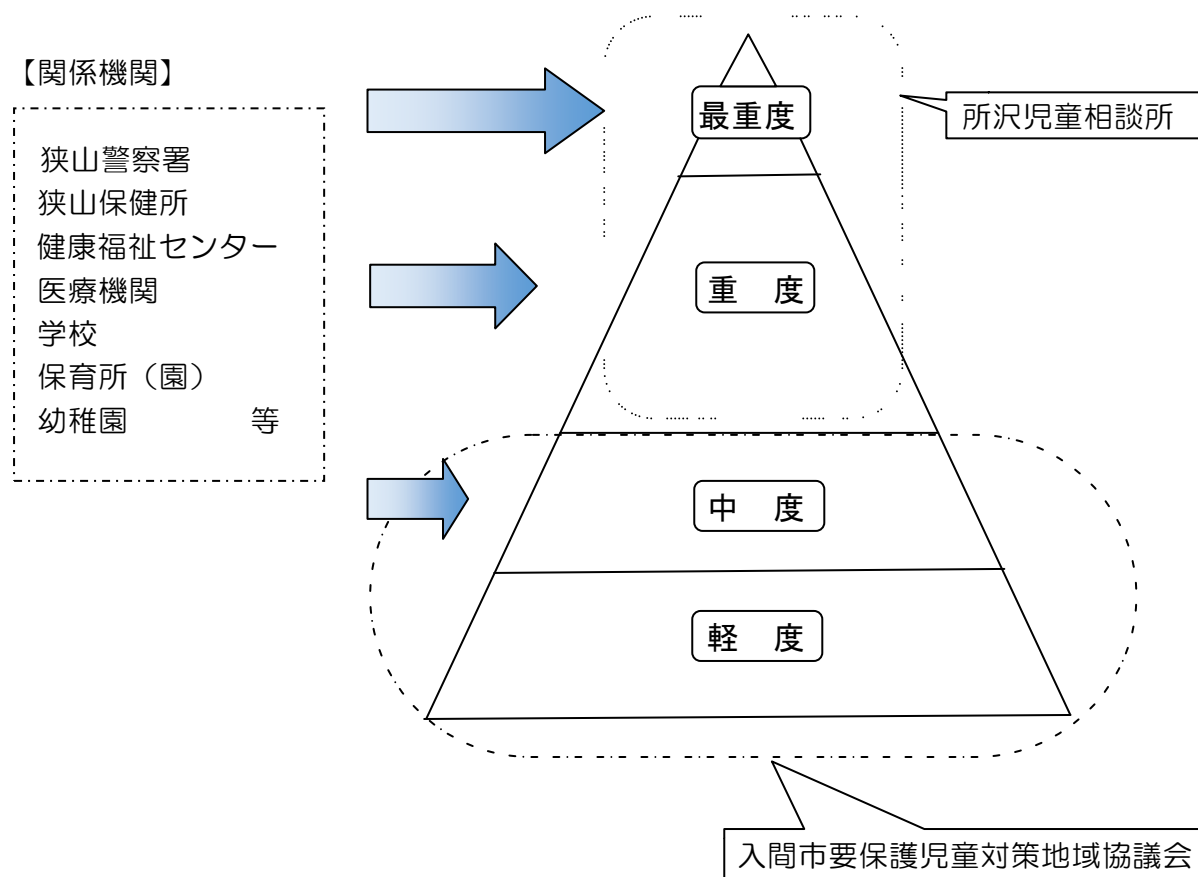 【関係機関】
狭山警察署
狭山保健所
健康福祉センター
医療機関
学校
保育所（園）
幼稚園　　　　等
最重度
重　度
中　度
軽　度
所沢児童相談所
入間市要保護児童対策地域協議会